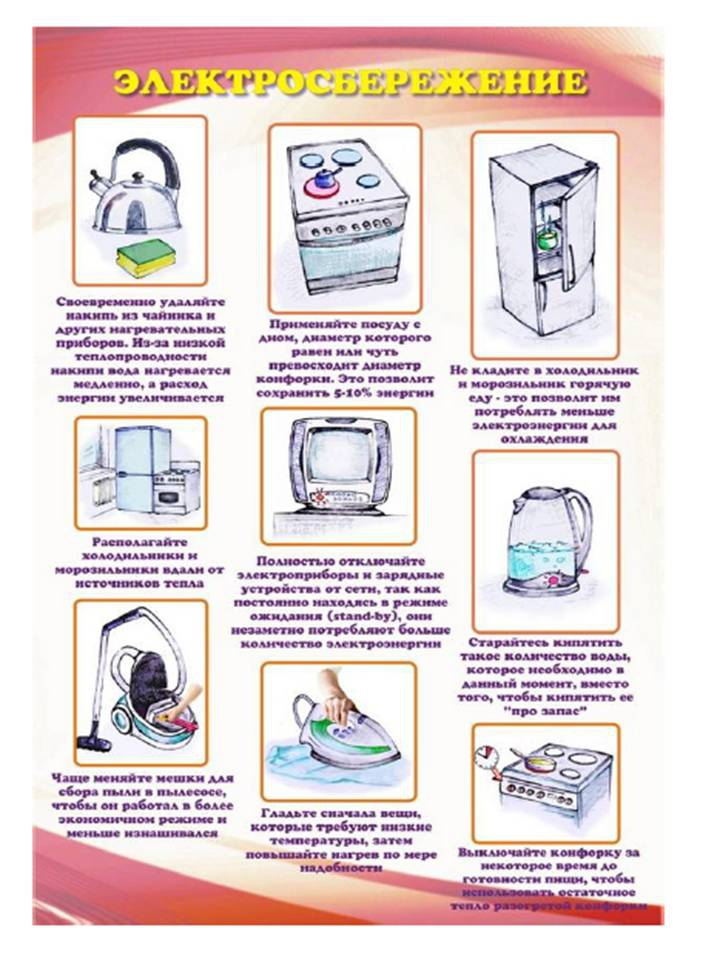 ЭЛЕКТРОСБЕРЕЖЕНИЕ
Своевременно удаляйте
накипь из чайника и
других нагревательных
приборов. Из-за низкой
теплопроводности
накипи вода нагревается
медленно, а расход
энергии увеличивается
Применяйте посуду с
дном, диаметр которого
равен или чуть
превосходит диаметр
конфорки. Это позволит
сохранить 5-10% энергии
Не кладите в холодильник
и морозильник горячую
еду - это позволит им
потреблять меньше
электроэнергии для
охлаждения
Располагайте
холодильники и
морозильники вдали от
источников тепла
Полностью отключайте
электроприборы и зарядные
устройства от сети, так как
постоянно находясь в режиме
ожидания (stand-by), они
незаметно потребляют больше
количество электроэнергии
Старайтесь кипятить
такое количество воды,
которое необходимо в
данный момент, вместо
того, чтобы кипятить ее
"про запас"
Чаще меняйте мешки для
сбора пыли в пылесосе,
чтобы он работал в более
экономичном режиме и
меньше изнашивался
Гладьте сначала вещи,
которые требуют низкие
температуры, затем
повышайте нагрев по мере
надобности
Выключайте конфорку за
некоторое время до
готовности пищи, чтобы
использовать остаточное
тепло разогретой конфорки